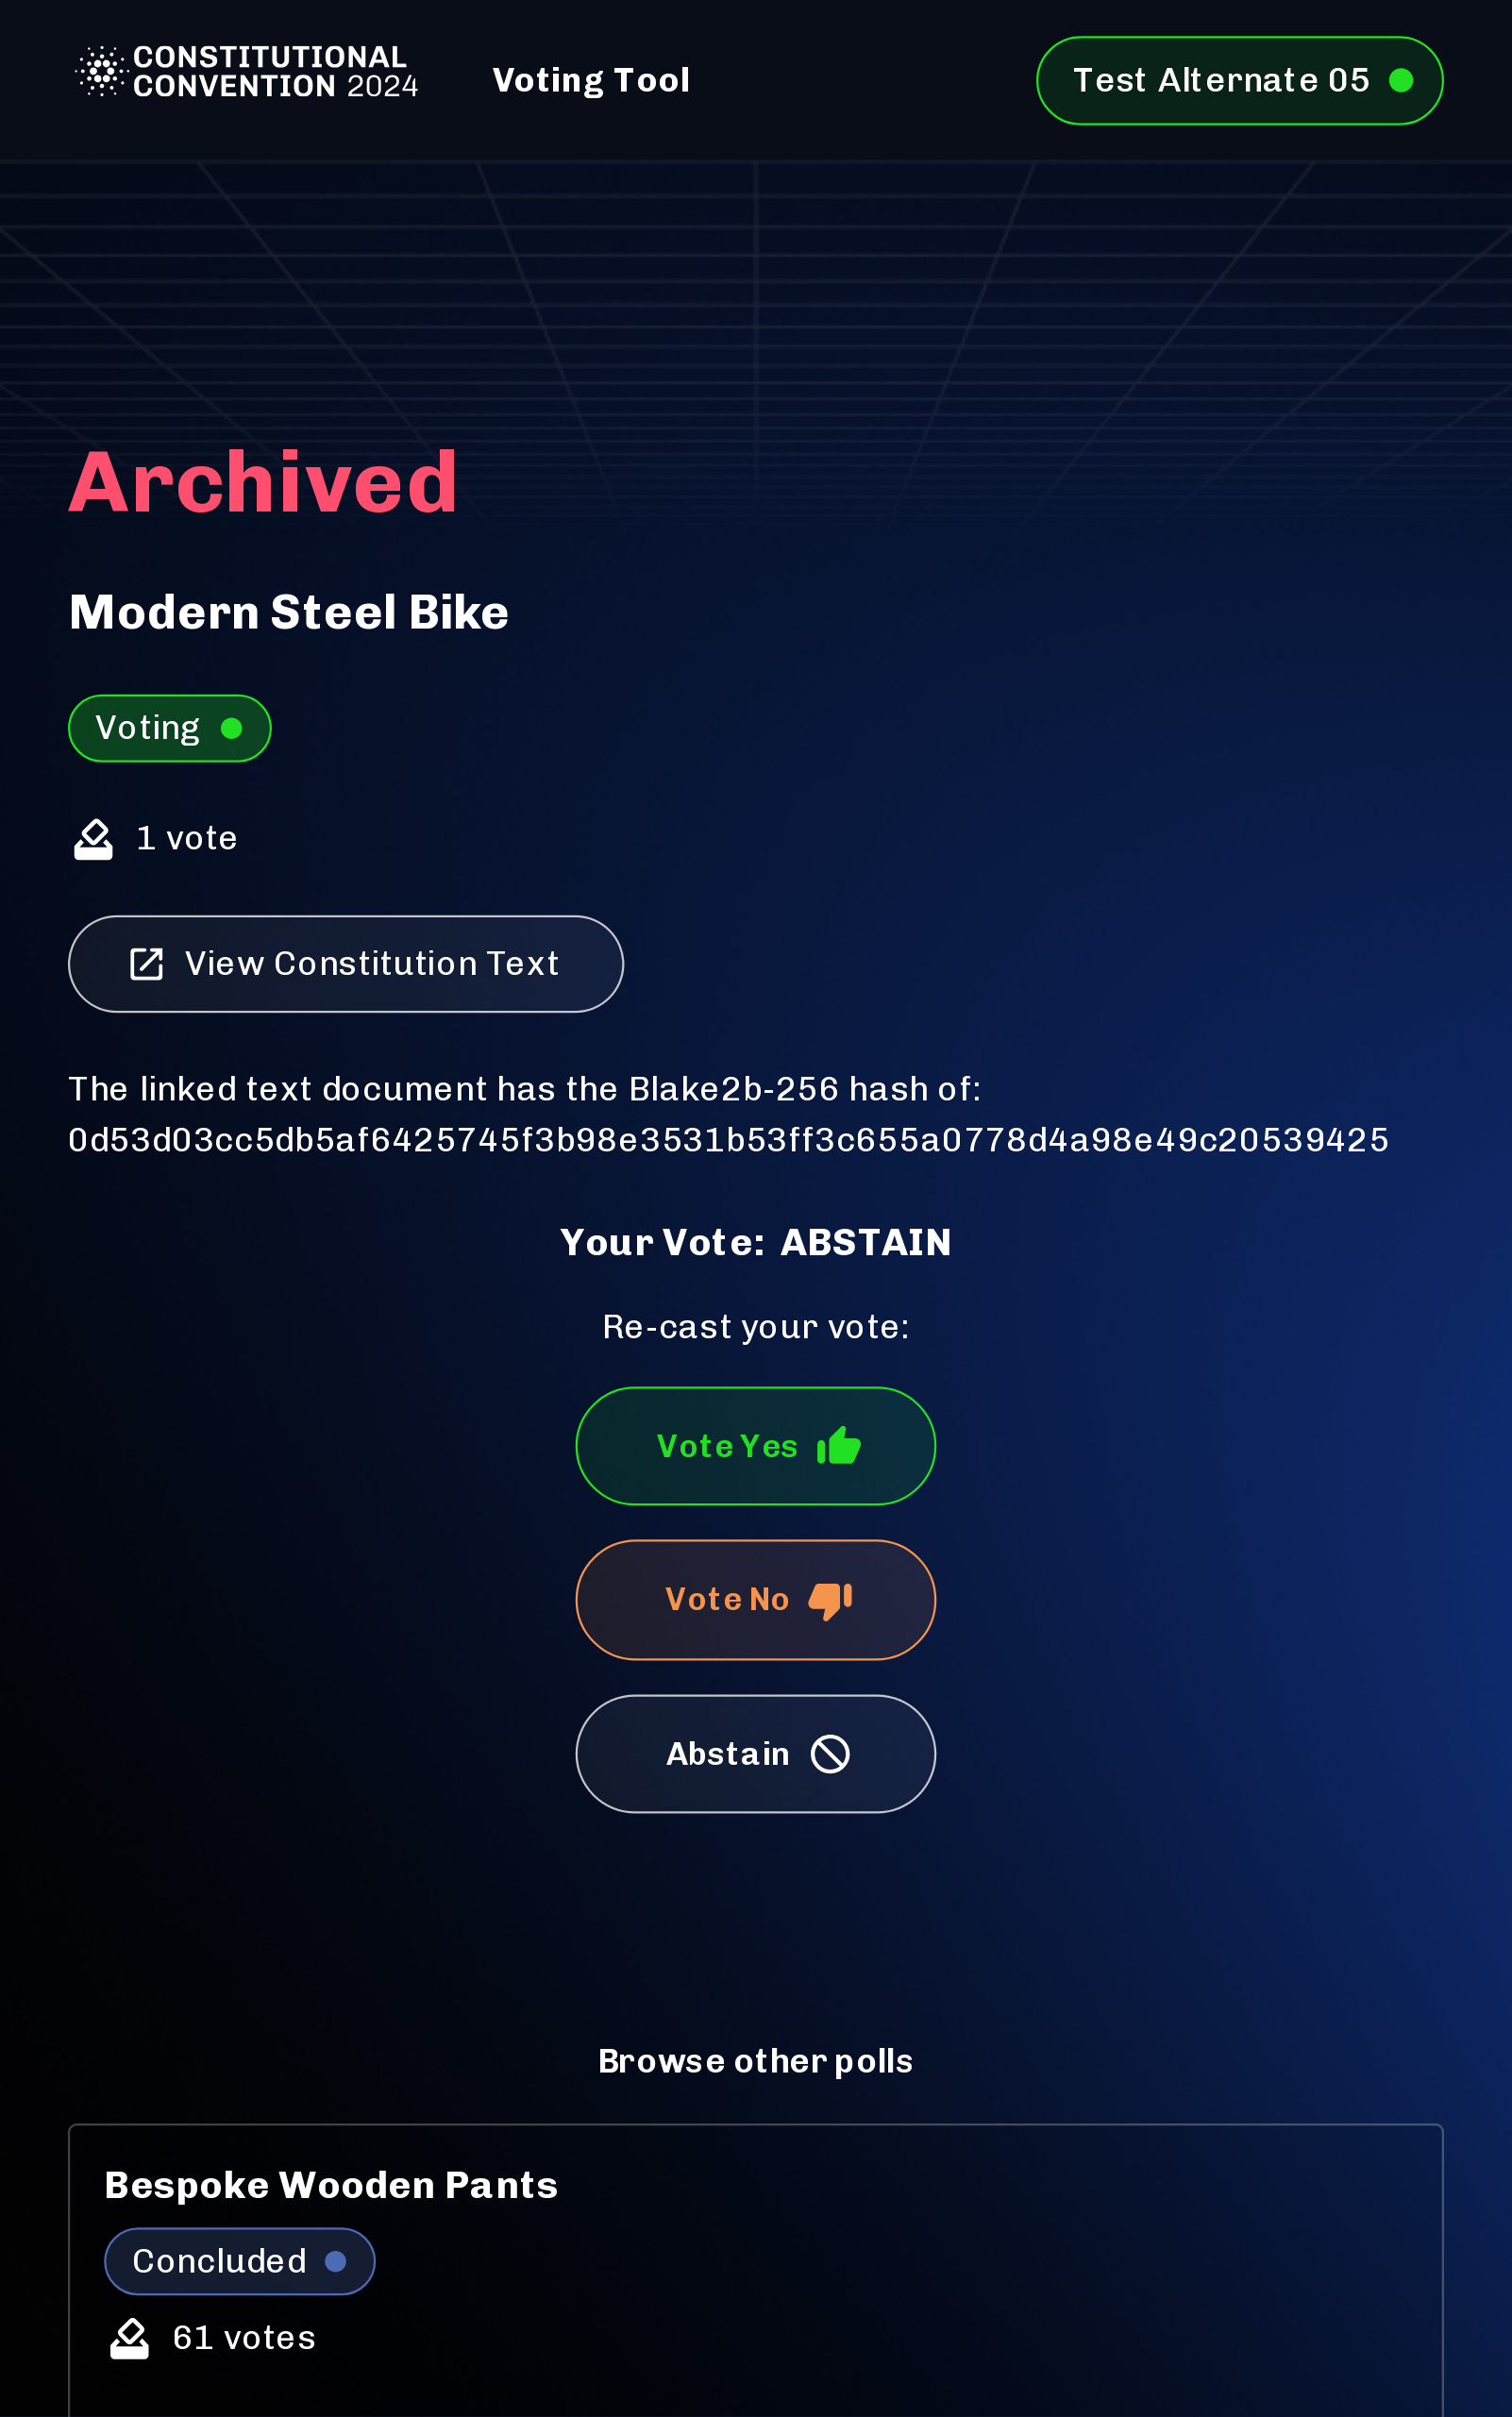 CONSTITUTIONAL
CONVENTION 2024
Voting Tool
Test Alternate 05
Archived
Modern Steel Bike
Voting
1 vote
View Constitution Text
The linked text document has the Blake2b-256 hash of:
0d53d03cc5db5af6425745f3b98e3531b53ff3c655a0778d4a98e49c20539425
Your Vote: ABSTAIN
Re-cast your vote:
Vote Yes
Vote No
Abstain
Browse other polls
Bespoke Wooden Pants
Concluded
61 votes